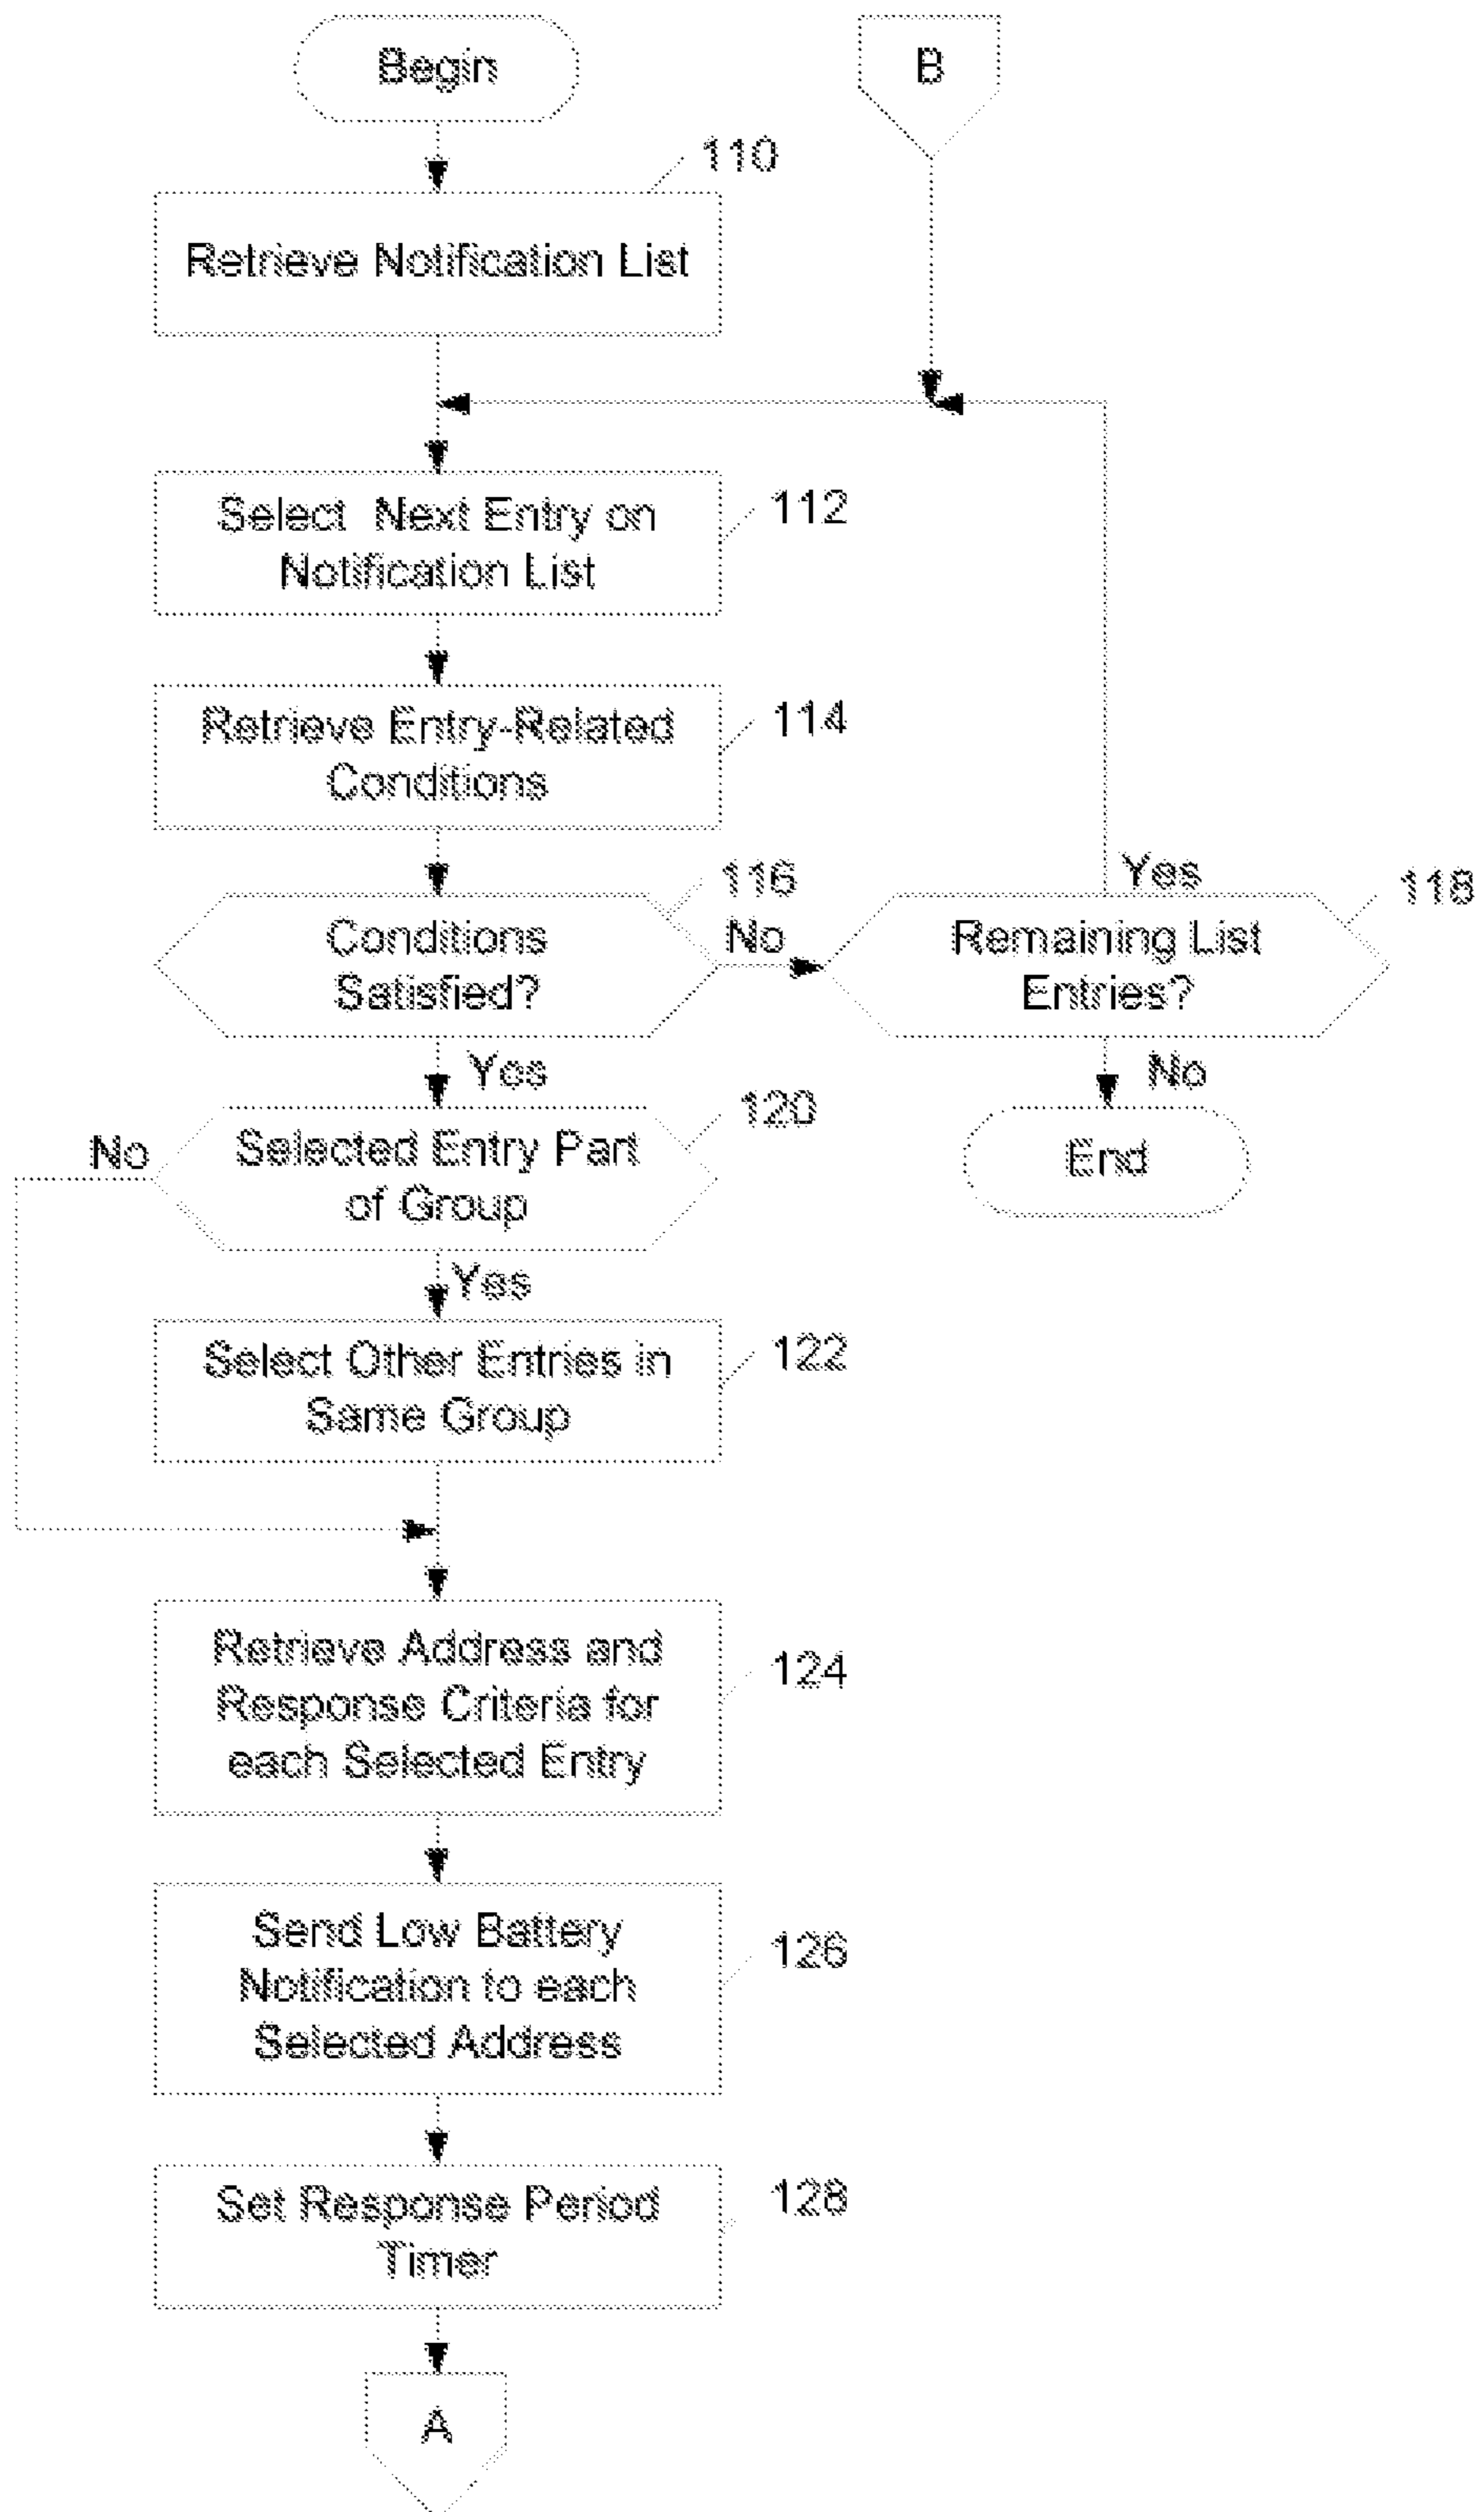 Begin
B
110
Retrieve Notification List
Select Next Entry on
Notification List
112
Retrieve Entry-Related
Conditions
114
116
Conditions
Satisfied?
No
Yes
118
Remaining List
Entries?
Yes
No
End
120
Selected Entry Part
of Group
No
Yes
Select Other Entries in
Same Group
122
Retrieve Address and
Response Criteria for
each Selected Entry
124
Send Low Battery
Notification to each
Selected Address
126
Set Response Period
Timer
128
A